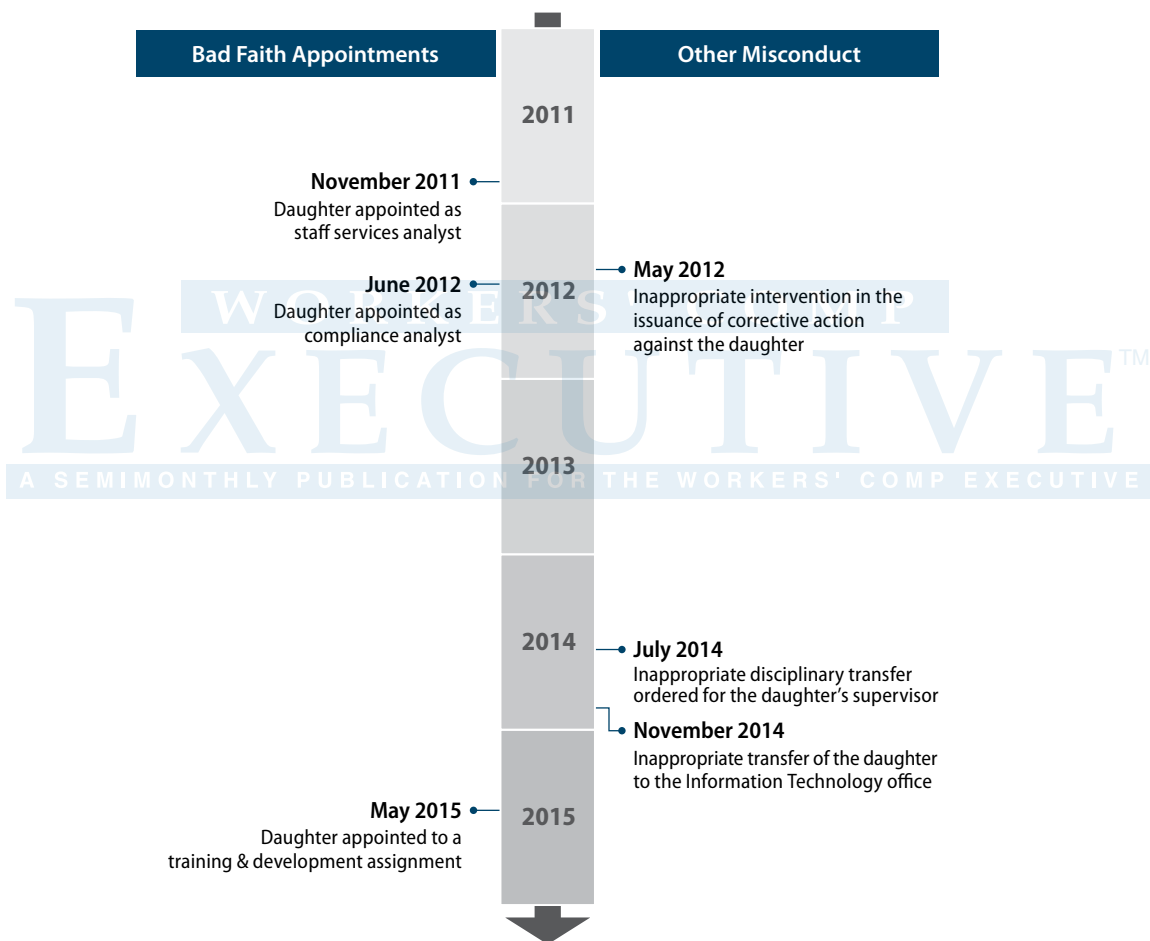 Bad Faith Appointments
Other Misconduct
2011
November 2011
Daughter appointed as
staff services analyst
2012
May 2012
Inappropriate intervention in the
issuance of corrective action
against the daughter
June 2012
Daughter appointed as
compliance analyst
WORKERS' COMP
EXECUTIVE™
A SEMIMONTHLY PUBLICATION FOR THE WORKERS' COMP EXECUTIVE
2013
2014
July 2014
Inappropriate disciplinary transfer
ordered for the daughter’s supervisor
November 2014
Inappropriate transfer of the daughter
to the Information Technology office
2015
May 2015
Daughter appointed to a
training & development assignment